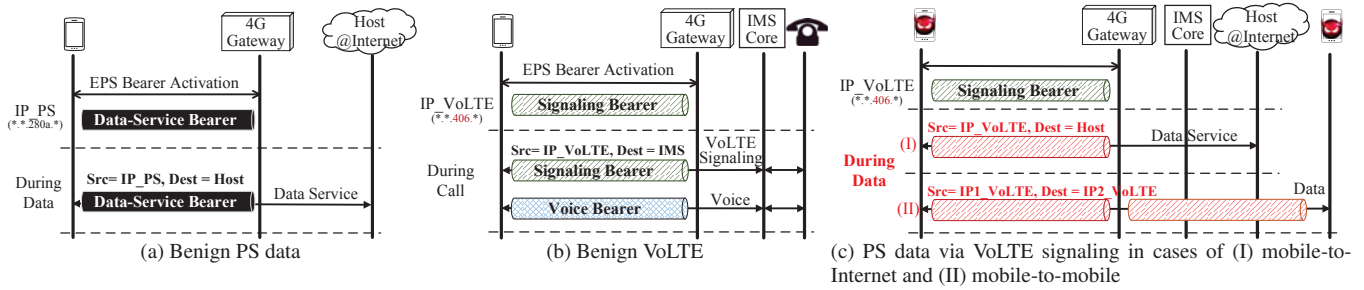 4G
Gateway
Host
@Internet
EPS Bearer Activation
IP_PS
(*.*.280a.*)
Data-Service Bearer
During
Data
Src= IP_PS, Dest = Host
Data-Service Bearer
Data Service
(a) Benign PS data
4G
Gateway
IMS
Core
EPS Bearer Activation
IP_VoLTE
(*.*.406.*)
Signaling Bearer
During
Call
Src= IP_VoLTE, Dest = IMS
Signaling Bearer
VoLTE
Signaling
Voice Bearer
Voice
(b) Benign VoLTE
4G
Gateway
IMS
Core
Host
@Internet
IP_VoLTE
(*.*.406.*)
Signaling Bearer
During
Data
(I)
Src= IP_VoLTE, Dest = Host
Data Service
(II)
Src= IP1_VoLTE, Dest = IP2_VoLTE
Data
(c) PS data via VoLTE signaling in cases of (I) mobile-to-
Internet and (II) mobile-to-mobile